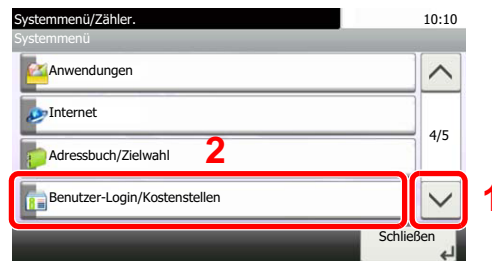 Systemmenü/Zähler. 10:10
Systemmenü
Anwendungen
Internet
4/5
Adressbuch/Zielwahl 2
Benutzer-Login/Kostenstellen 1
Schließen